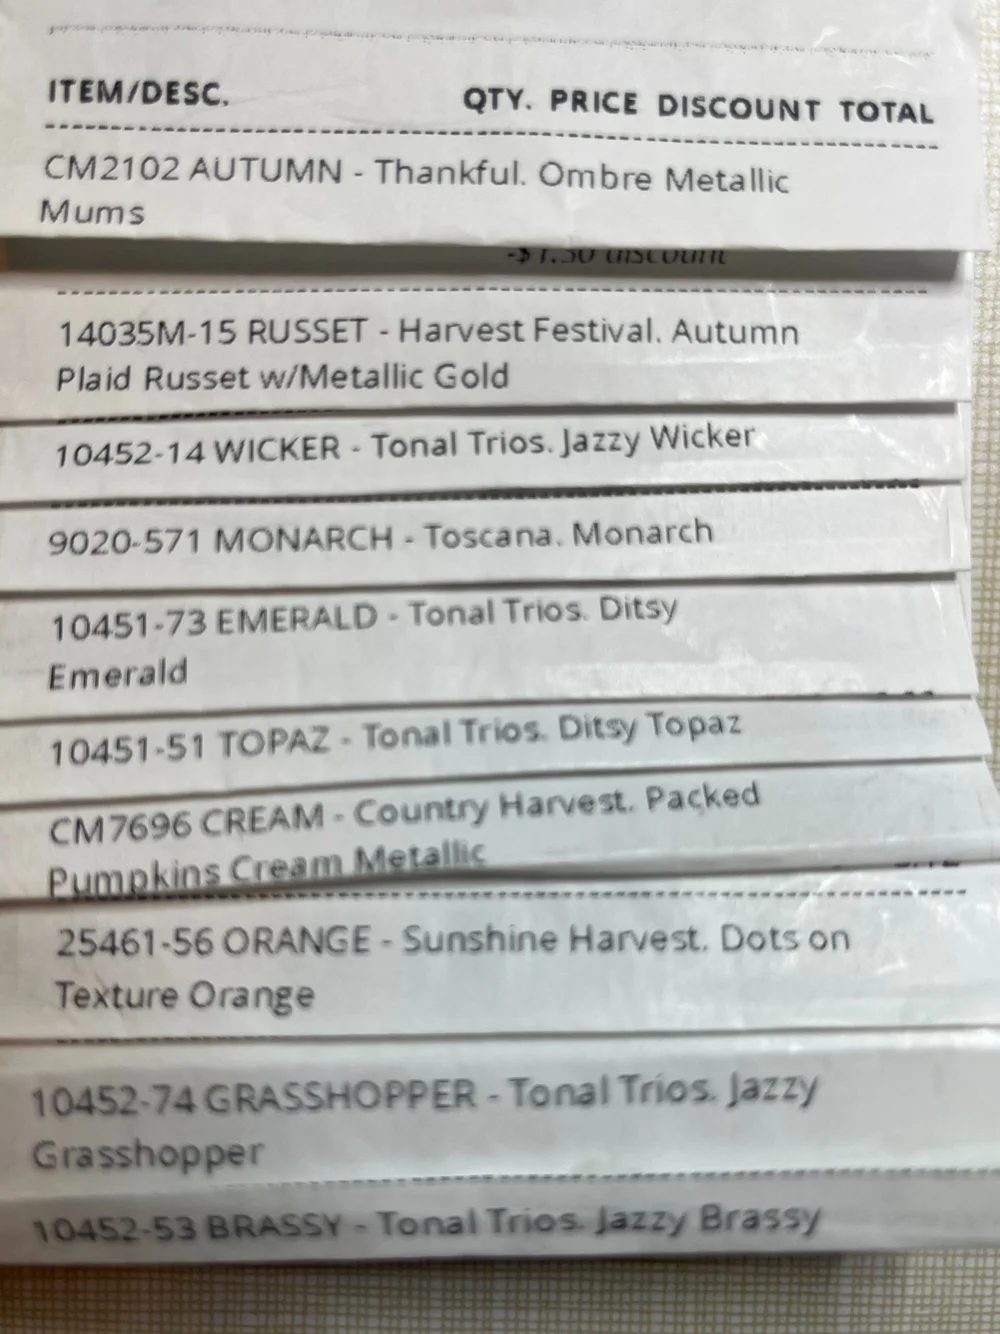 ITEM/DESC. QTY. PRICE DISCOUNT TOTAL
CM2102 AUTUMN - Thankful. Ombre Metallic
Mums
-$1.50 discount
14035M-15 RUSSET - Harvest Festival. Autumn
Plaid Russet w/Metallic Gold
10452-14 WICKER - Tonal Trios. Jazzy Wicker
9020-571 MONARCH - Toscana. Monarch
10451-73 EMERALD - Tonal Trios. Ditsy
Emerald
10451-51 TOPAZ - Tonal Trios. Ditsy Topaz
CM7696 CREAM - Country Harvest. Packed
Pumpkins Cream Metallic
25461-56 ORANGE - Sunshine Harvest. Dots on
Texture Orange
10452-74 GRASSHOPPER - Tonal Trios. Jazzy
Grasshopper
10452-53 BRASSY - Tonal Trios. Jazzy Brassy